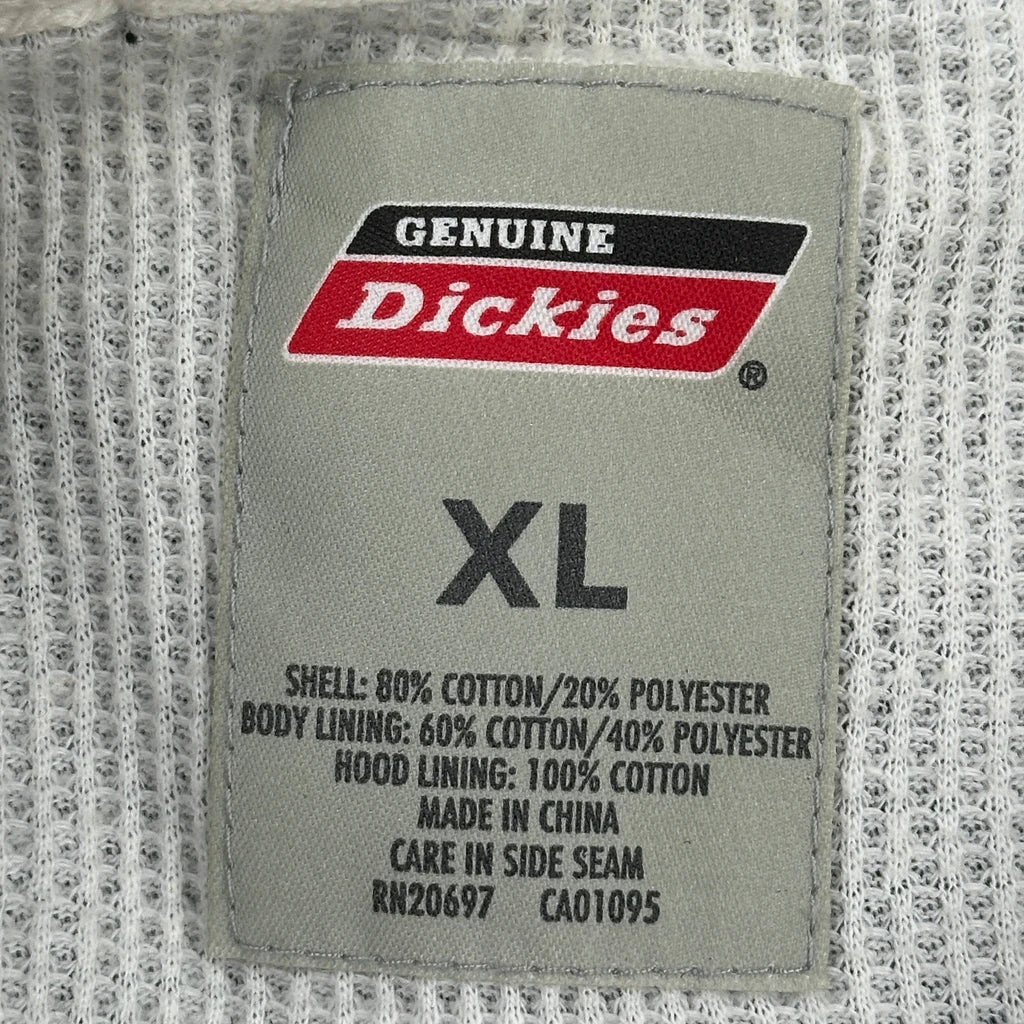 GENUINE
Dickies
®
XL
SHELL: 80% COTTON/20% POLYESTER
BODY LINING: 60% COTTON/40% POLYESTER
HOOD LINING: 100% COTTON
MADE IN CHINA
CARE IN SIDE SEAM
RN20697 CA01095